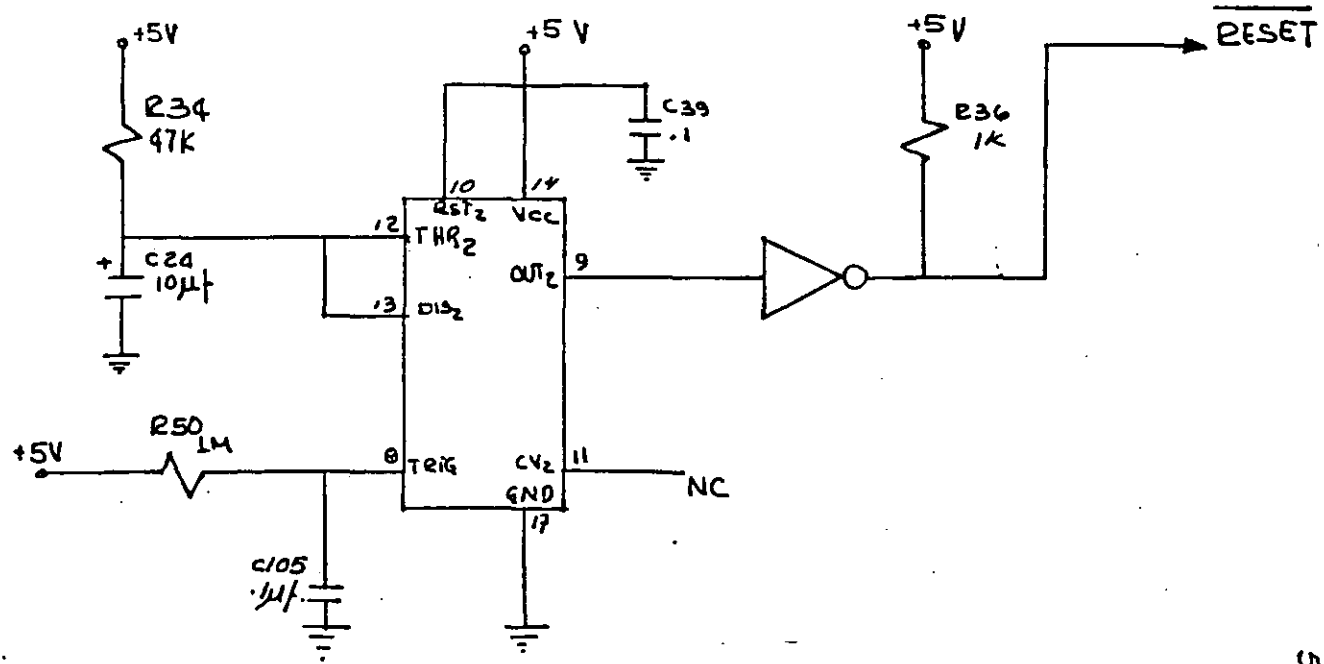 RESET
+5V
+5 V
+5V
R34
47K
C39
.1
R36
1K
10
14
RST2
VCC
12
THR2
C24
+
10µf
OUT2
9
13
DIS2
R50
1M
+5V
8
TRIG
CV2
11
NC
GND
17
C105
.1µf.